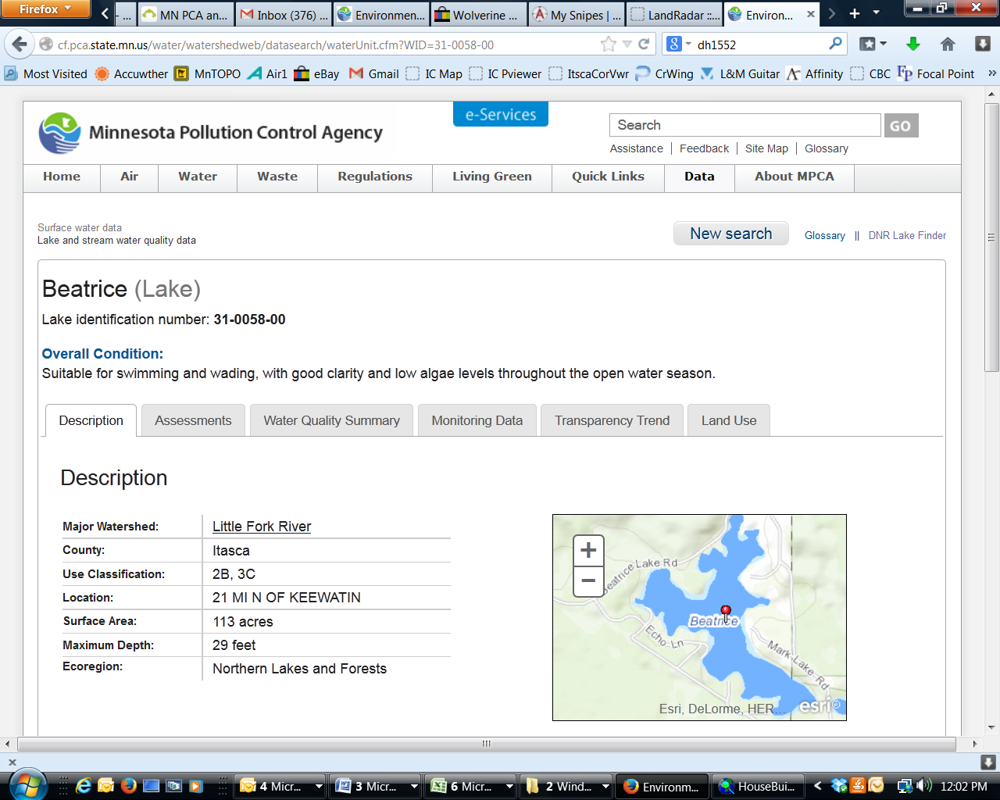 Firefox
- ...
MN PCA an...
Inbox (376) ...
Environmen...
Wolverine ...
My Snipes | ...
LandRadar ::...
Environ...
cf.pca.state.mn.us/water/watershedweb/datasearch/waterUnit.cfm?WID=31-0058-00
dh1552
Most Visited
Accuwther
MnTOPO
Air1
eBay
Gmail
IC Map
IC Pviewer
ItscaCorVwr
CrWing
L&M Guitar
Affinity
CBC
Focal Point
Minnesota Pollution Control Agency
e-Services
Search
GO
Assistance | Feedback | Site Map | Glossary
Home Air Water Waste Regulations Living Green Quick Links Data About MPCA
Surface water data
Lake and stream water quality data
New search
Glossary || DNR Lake Finder
Beatrice (Lake)
Lake identification number: 31-0058-00
Overall Condition:
Suitable for swimming and wading, with good clarity and low algae levels throughout the open water season.
Description Assessments Water Quality Summary Monitoring Data Transparency Trend Land Use
Description
Major Watershed: Little Fork River
County: Itasca
Use Classification: 2B, 3C
Location: 21 MI N OF KEEWATIN
Surface Area: 113 acres
Maximum Depth: 29 feet
Ecoregion: Northern Lakes and Forests
+
−
Beatrice Lake Rd
Beatrice
Echo Ln
Mark Lake Rd
Esri, DeLorme, HER...
esri
4 Micr...
3 Micr...
6 Micr...
2 Wind...
Environm...
HouseBui...
12:02 PM